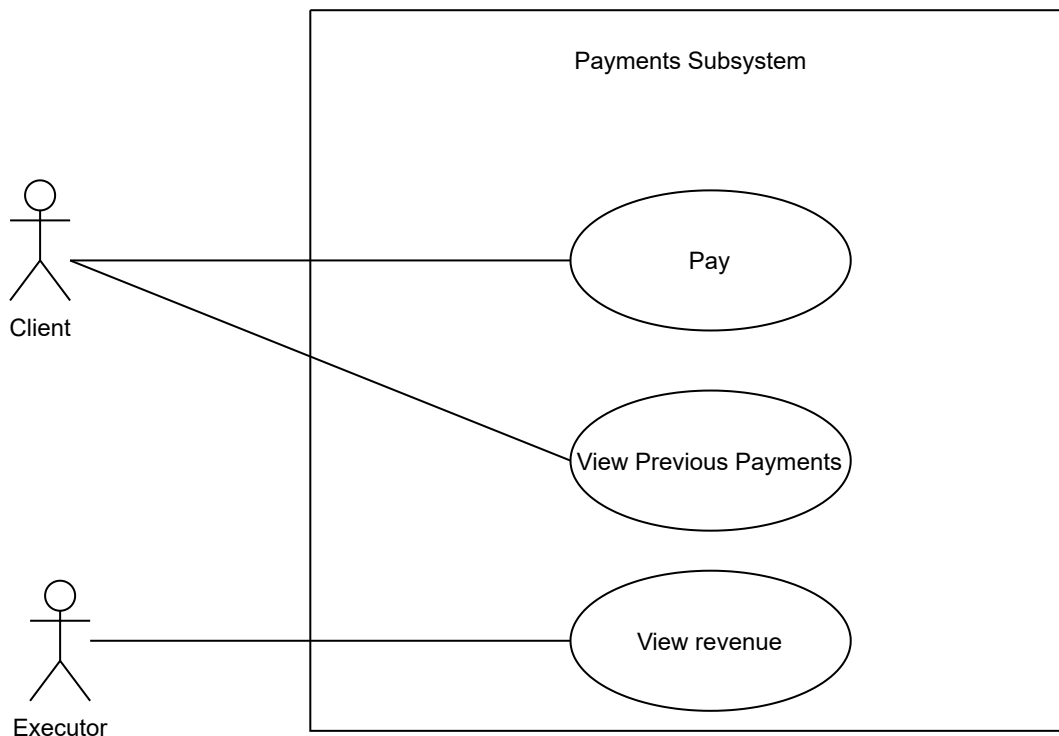 Payments Subsystem
Pay
Client
View Previous Payments
View revenue
Executor